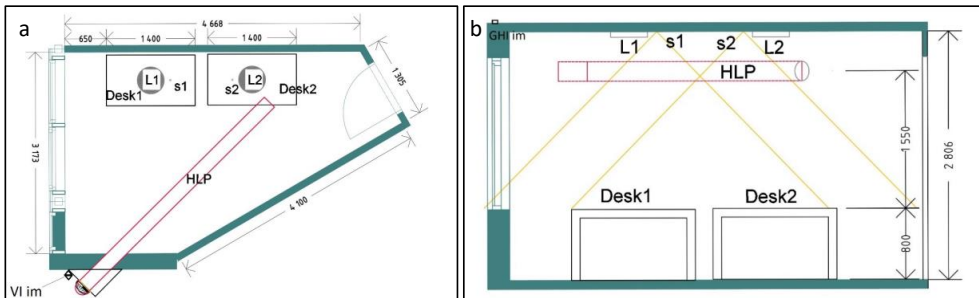 a
4 668
650
1 400
1 400
L1
s1
s2
L2
Desk1
Desk2
1 305
3 173
HLP
4 100
VI im
b
GHI im
L1
s1
s2
L2
HLP
1 550
2 806
Desk1
Desk2
800